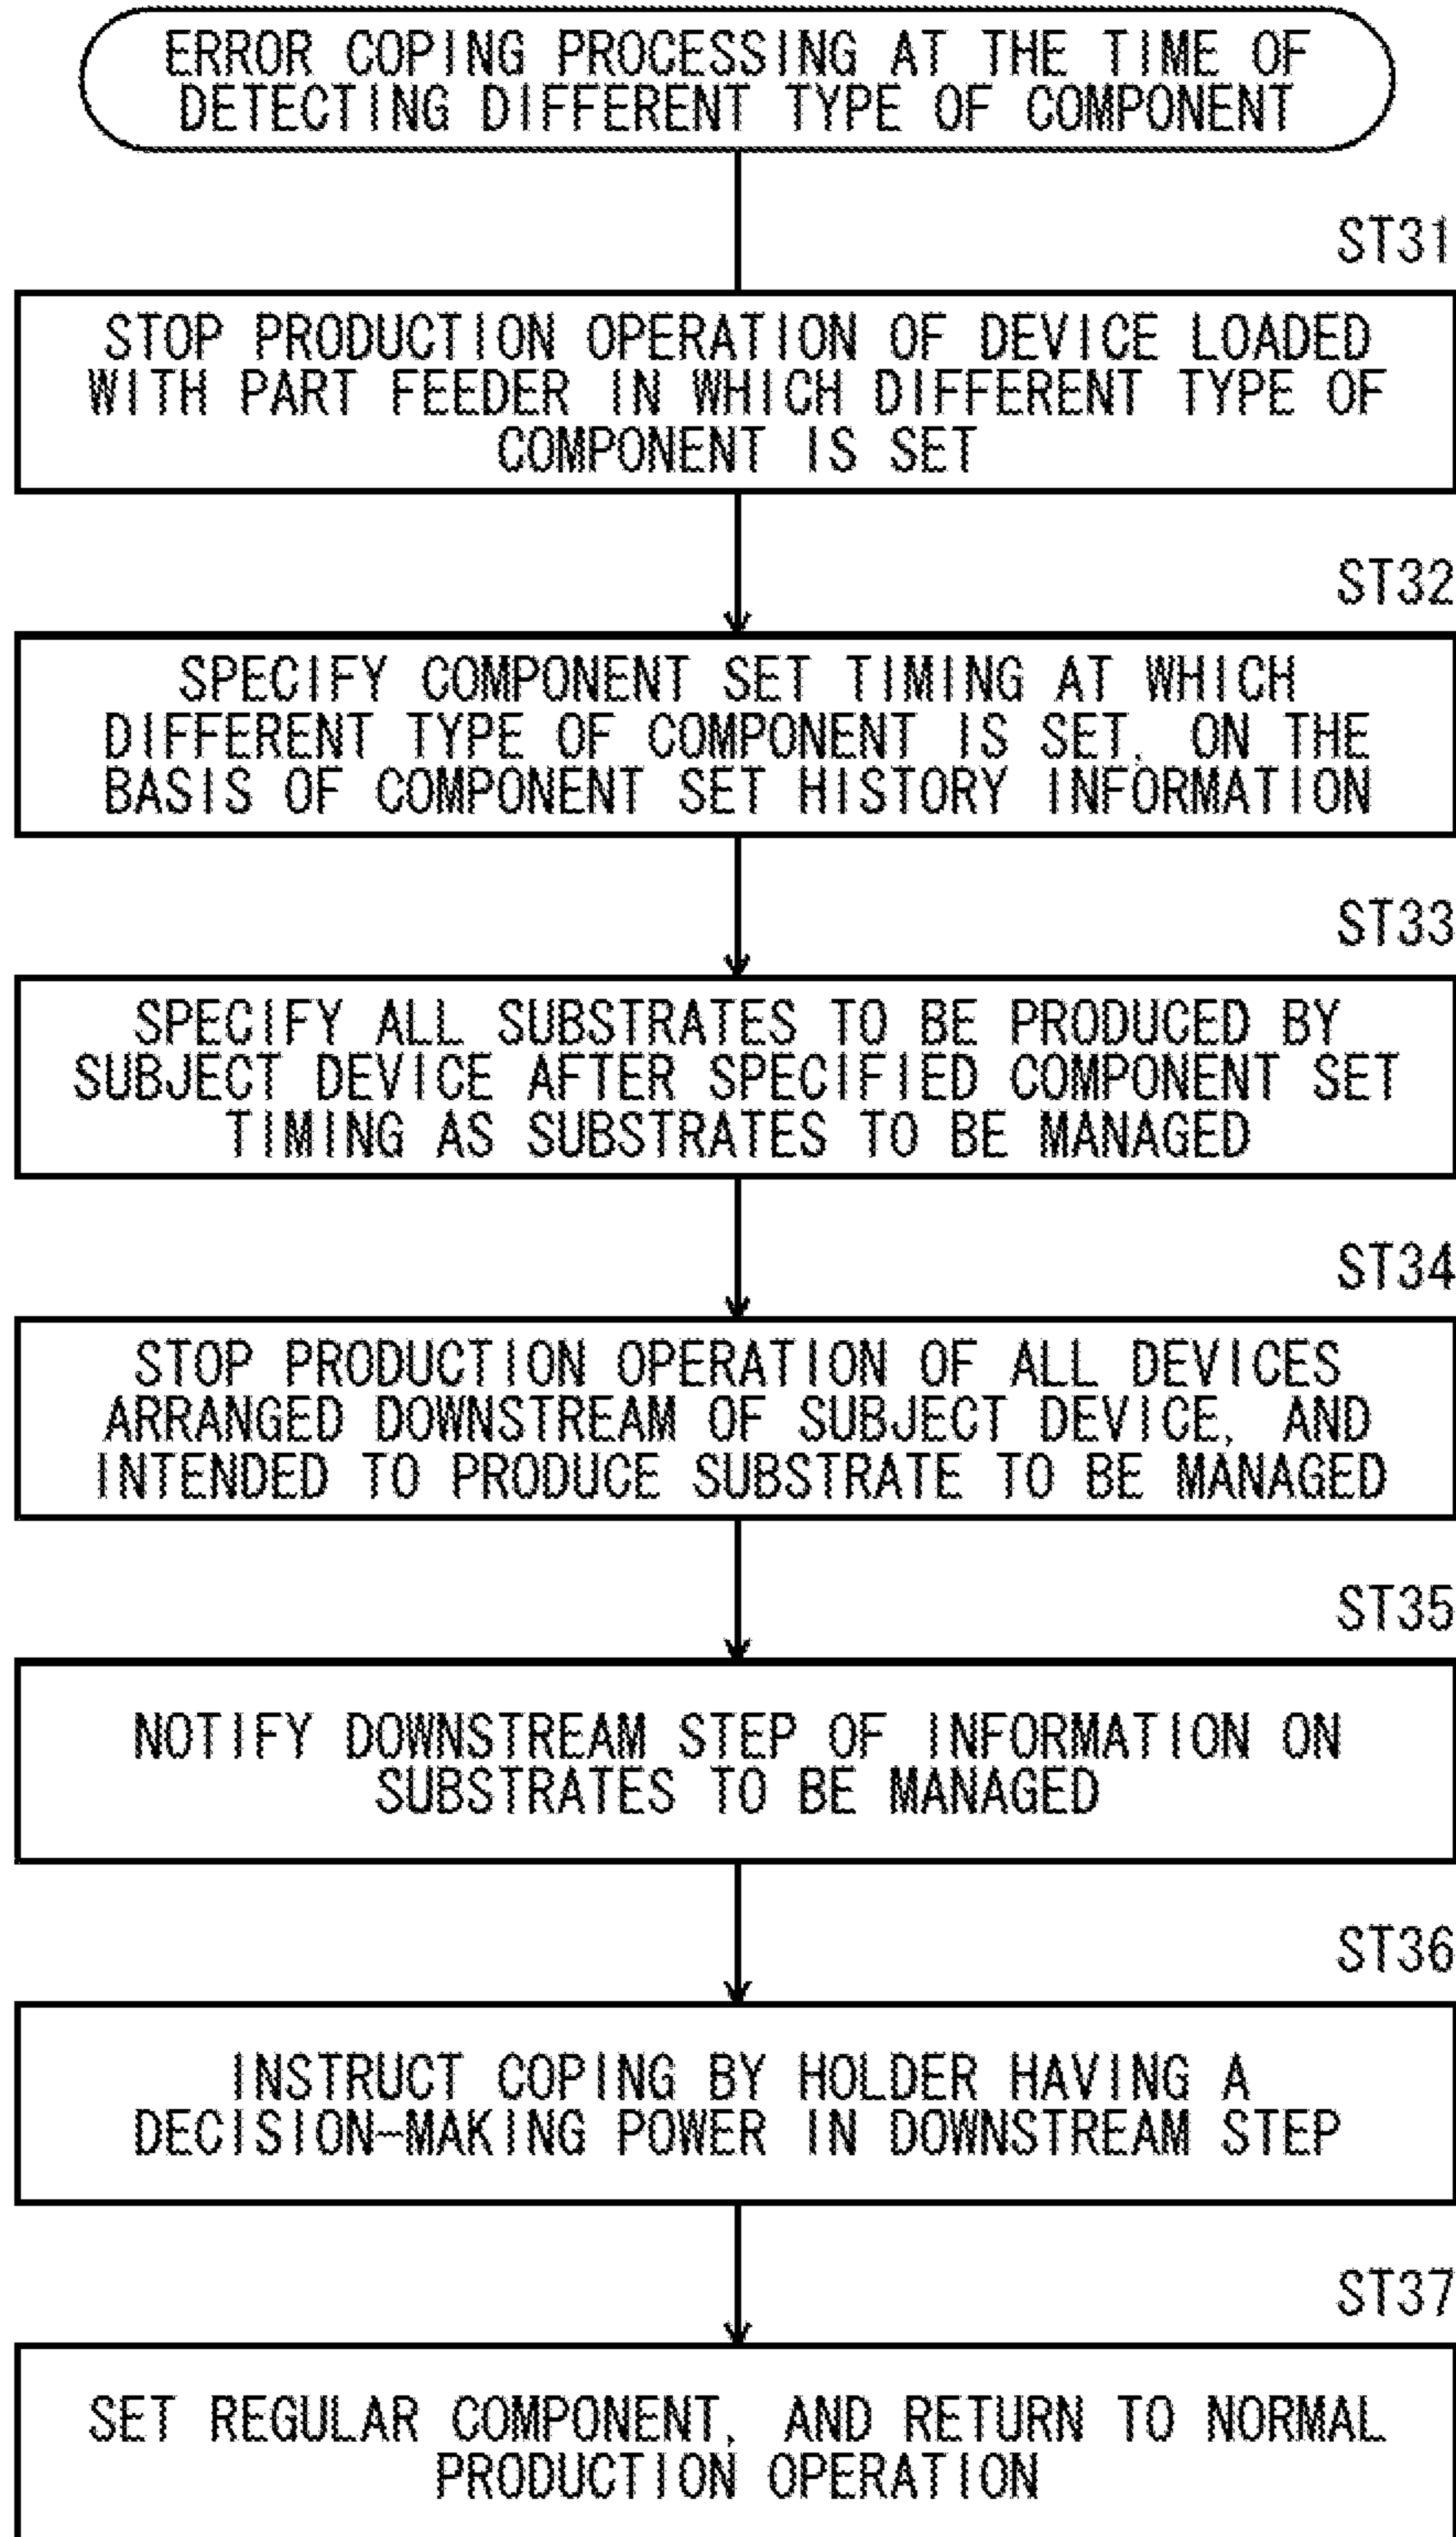 ERROR COPING PROCESSING AT THE TIME OF
DETECTING DIFFERENT TYPE OF COMPONENT
ST31
STOP PRODUCTION OPERATION OF DEVICE LOADED
WITH PART FEEDER IN WHICH DIFFERENT TYPE OF
COMPONENT IS SET
ST32
SPECIFY COMPONENT SET TIMING AT WHICH
DIFFERENT TYPE OF COMPONENT IS SET, ON THE
BASIS OF COMPONENT SET HISTORY INFORMATION
ST33
SPECIFY ALL SUBSTRATES TO BE PRODUCED BY
SUBJECT DEVICE AFTER SPECIFIED COMPONENT SET
TIMING AS SUBSTRATES TO BE MANAGED
ST34
STOP PRODUCTION OPERATION OF ALL DEVICES
ARRANGED DOWNSTREAM OF SUBJECT DEVICE, AND
INTENDED TO PRODUCE SUBSTRATE TO BE MANAGED
ST35
NOTIFY DOWNSTREAM STEP OF INFORMATION ON
SUBSTRATES TO BE MANAGED
ST36
INSTRUCT COPING BY HOLDER HAVING A
DECISION-MAKING POWER IN DOWNSTREAM STEP
ST37
SET REGULAR COMPONENT, AND RETURN TO NORMAL
PRODUCTION OPERATION